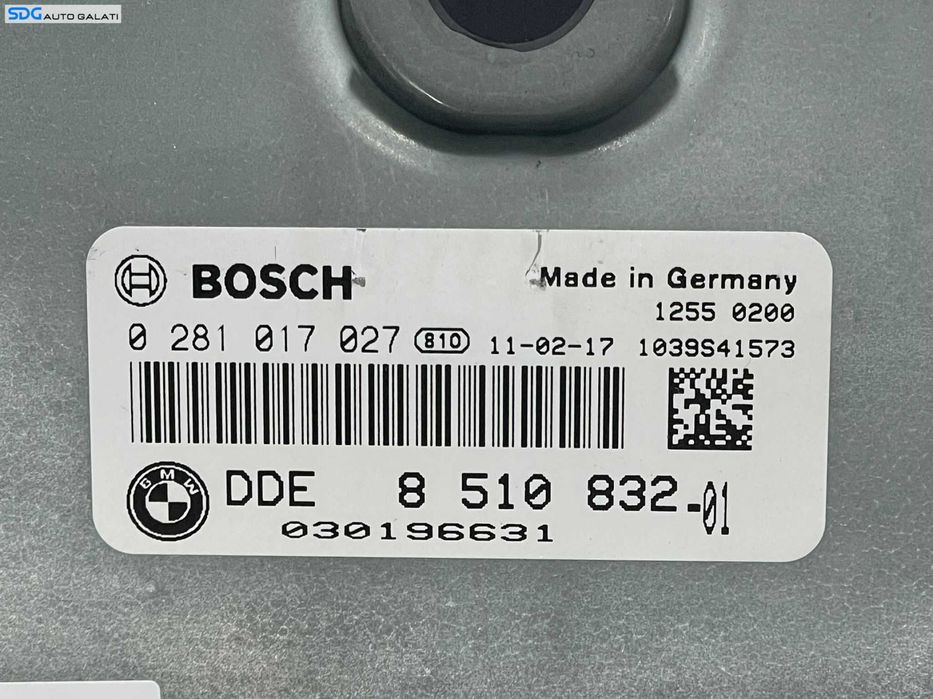 SDG AUTO GALATI
BOSCH
Made in Germany
1255 0200
0 281 017 027 810 11-02-17 1039S41573
BMW
DDE 8 510 832-01
030196631